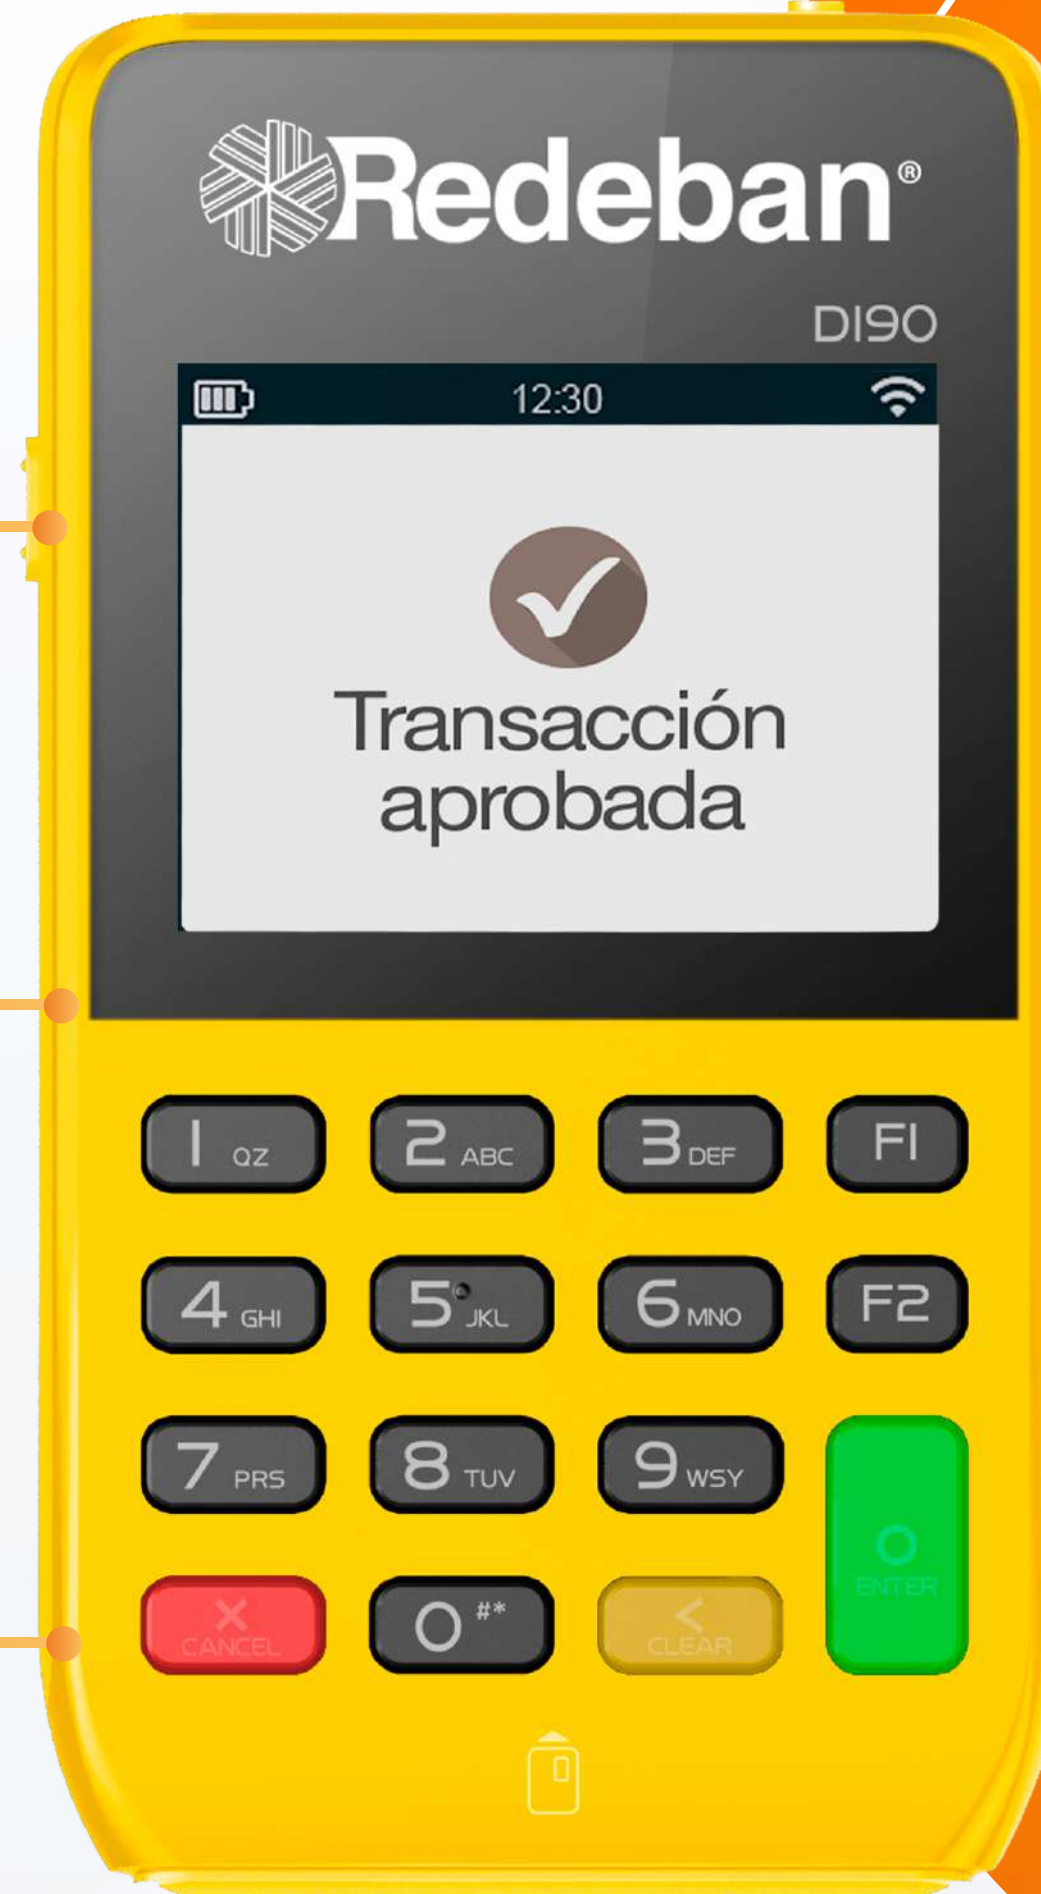 Redeban®
D190
12:30
Transacción
aprobada
1 QZ 2 ABC 3 DEF F1
4 GHI 5 JKL 6 MNO F2
7 PRS 8 TUV 9 WSY
CANCEL 0 #* CLEAR ENTER